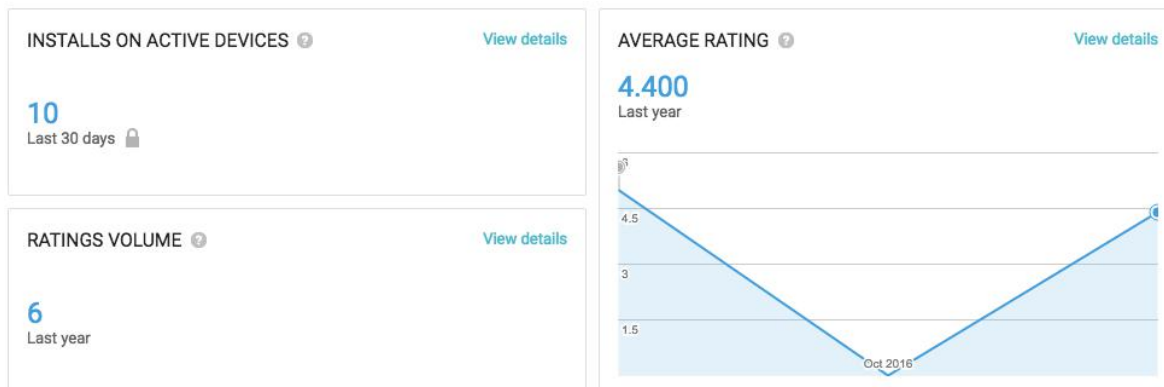 INSTALLS ON ACTIVE DEVICES
View details
10
Last 30 days
RATINGS VOLUME
View details
6
Last year
AVERAGE RATING
View details
4.400
Last year
4.5
3
1.5
Oct 2016